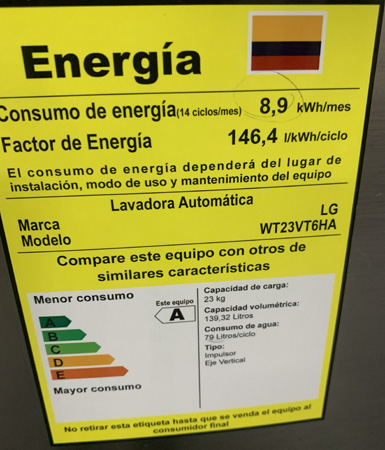 Energía
Consumo de energía(14 ciclos/mes) 8,9 kWh/mes
Factor de Energía 146,4 l/kWh/ciclo
El consumo de energía dependerá del lugar de
instalación, modo de uso y mantenimiento del equipo
Lavadora Automática
Marca LG
Modelo WT23VT6HA
Compare este equipo con otros de
similares características
Menor consumo
Este equipo
A
A
B
C
D
E
Mayor consumo
Capacidad de carga:
23 kg
Capacidad volumétrica:
139,32 Litros
Consumo de agua:
79 Litros/ciclo
Tipo:
Impulsor
Eje Vertical
No retirar esta etiqueta hasta que se venda el equipo al
consumidor final